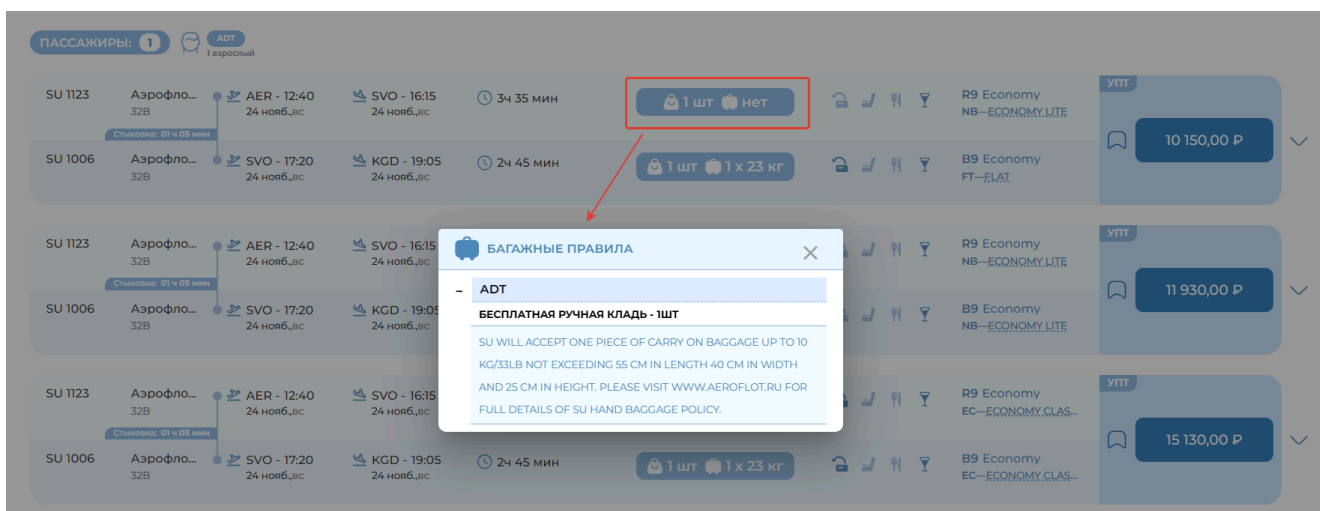 ПАССАЖИРЫ: 1
ADT
1 взрослый
SU 1123 Аэрофло... AER - 12:40 SVO - 16:15 3ч 35 мин 1 шт нет R9 Economy УПТ
32B 24 нояб.,вс 24 нояб.,вс NB—ECONOMY LITE
Стыковка: 01 ч 05 мин 10 150,00 ₽
SU 1006 Аэрофло... SVO - 17:20 KGD - 19:05 2ч 45 мин 1 шт 1 x 23 кг B9 Economy
32B 24 нояб.,вс 24 нояб.,вс FT—FLAT
SU 1123 Аэрофло... AER - 12:40 SVO - 16:15 R9 Economy УПТ
32B 24 нояб.,вс 24 нояб.,вс NB—ECONOMY LITE
Стыковка: 01 ч 05 мин 11 930,00 ₽
SU 1006 Аэрофло... SVO - 17:20 KGD - 19:05 B9 Economy
32B 24 нояб.,вс 24 нояб.,вс NB—ECONOMY LITE
БАГАЖНЫЕ ПРАВИЛА
- ADT
БЕСПЛАТНАЯ РУЧНАЯ КЛАДЬ - 1ШТ
SU WILL ACCEPT ONE PIECE OF CARRY ON BAGGAGE UP TO 10
KG/33LB NOT EXCEEDING 55 CM IN LENGTH 40 CM IN WIDTH
AND 25 CM IN HEIGHT. PLEASE VISIT WWW.AEROFLOT.RU FOR
FULL DETAILS OF SU HAND BAGGAGE POLICY.
SU 1123 Аэрофло... AER - 12:40 SVO - 16:15 R9 Economy УПТ
32B 24 нояб.,вс 24 нояб.,вс EC—ECONOMY CLAS...
Стыковка: 01 ч 05 мин 15 130,00 ₽
SU 1006 Аэрофло... SVO - 17:20 KGD - 19:05 2ч 45 мин 1 шт 1 x 23 кг B9 Economy
32B 24 нояб.,вс 24 нояб.,вс EC—ECONOMY CLAS...